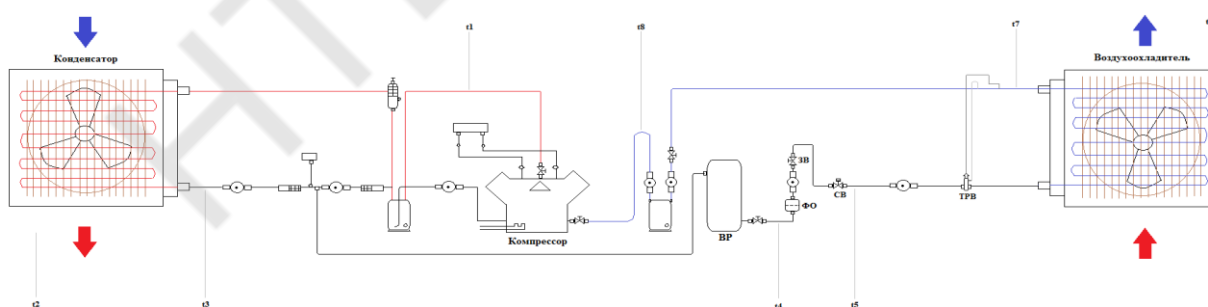 t1
t8
t7
t
Конденсатор
Воздухоохладитель
ЗВ
СВ
ТРВ
ФО
ВР
Компрессор
t2
t3
t4
t5